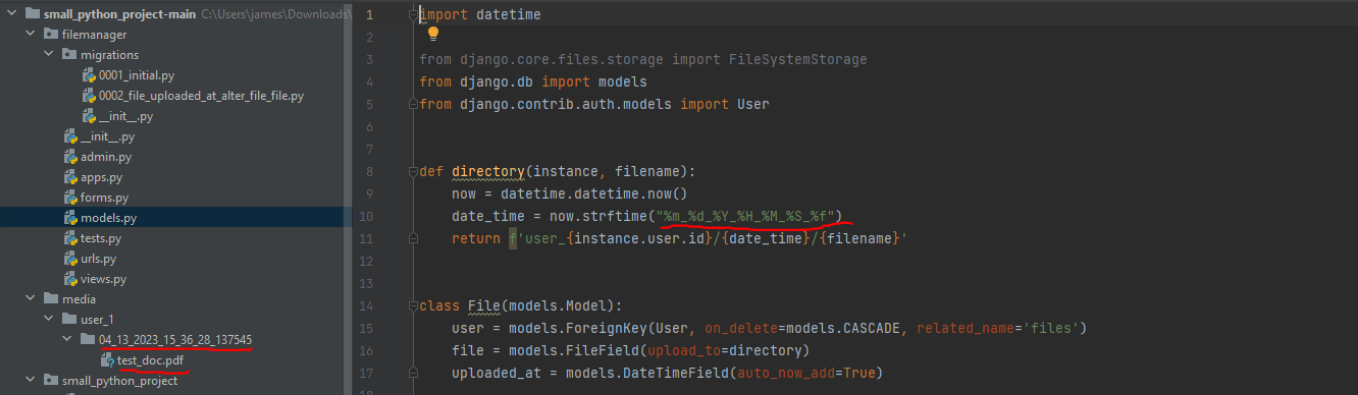 small_python_project-main C:\Users\james\Downloads\
filemanager
migrations
0001_initial.py
0002_file_uploaded_at_alter_file_file.py
__init__.py
__init__.py
admin.py
apps.py
forms.py
models.py
tests.py
urls.py
views.py
media
user_1
04_13_2023_15_36_28_137545
test_doc.pdf
small_python_project
1 import datetime
2
3 from django.core.files.storage import FileSystemStorage
4 from django.db import models
5 from django.contrib.auth.models import User
6
7
8 def directory(instance, filename):
9     now = datetime.datetime.now()
10     date_time = now.strftime("%m_%d_%Y_%H_%M_%S_%f")
11     return f'user_{instance.user.id}/{date_time}/{filename}'
12
13
14 class File(models.Model):
15     user = models.ForeignKey(User, on_delete=models.CASCADE, related_name='files')
16     file = models.FileField(upload_to=directory)
17     uploaded_at = models.DateTimeField(auto_now_add=True)
18